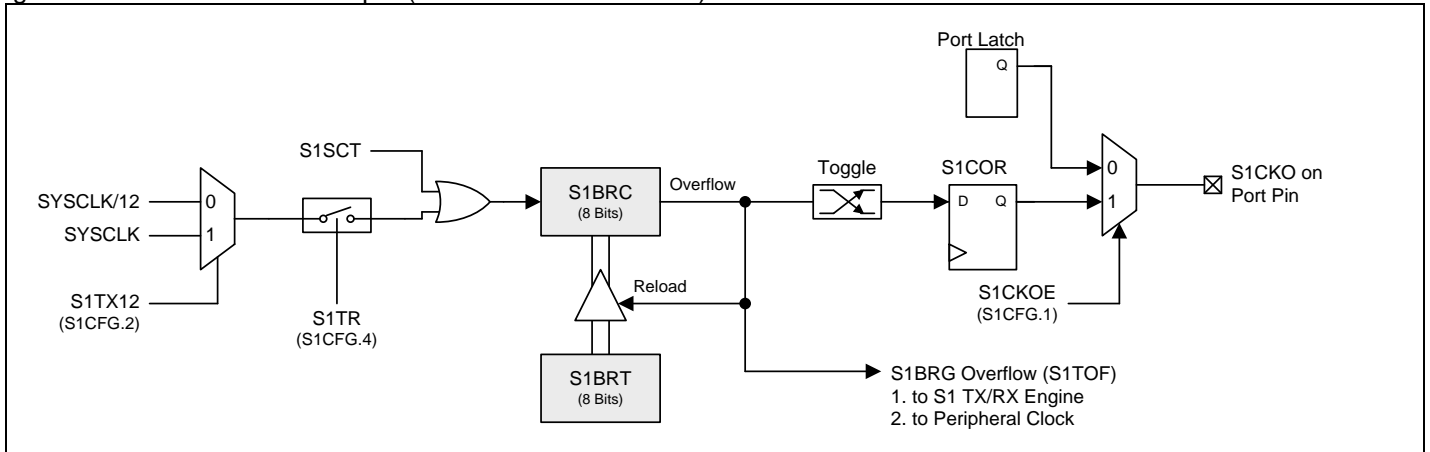 Port Latch
Q
S1SCT
Toggle
S1COR
SYSCLK/12
0
S1BRC
(8 Bits)
Overflow
D
Q
0
1
S1CKO on
Port Pin
SYSCLK
1
Reload
S1TX12
(S1CFG.2)
S1TR
(S1CFG.4)
S1CKOE
(S1CFG.1)
S1BRT
(8 Bits)
S1BRG Overflow (S1TOF)
1. to S1 TX/RX Engine
2. to Peripheral Clock